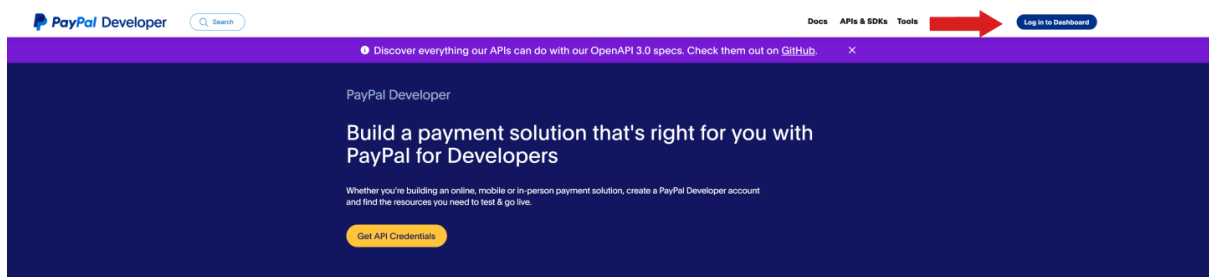 PayPal Developer
Search
Docs APIs & SDKs Tools
Log in to Dashboard
Discover everything our APIs can do with our OpenAPI 3.0 specs. Check them out on GitHub.
PayPal Developer
Build a payment solution that's right for you with
PayPal for Developers
Whether you're building an online, mobile or in-person payment solution, create a PayPal Developer account
and find the resources you need to test & go live.
Get API Credentials